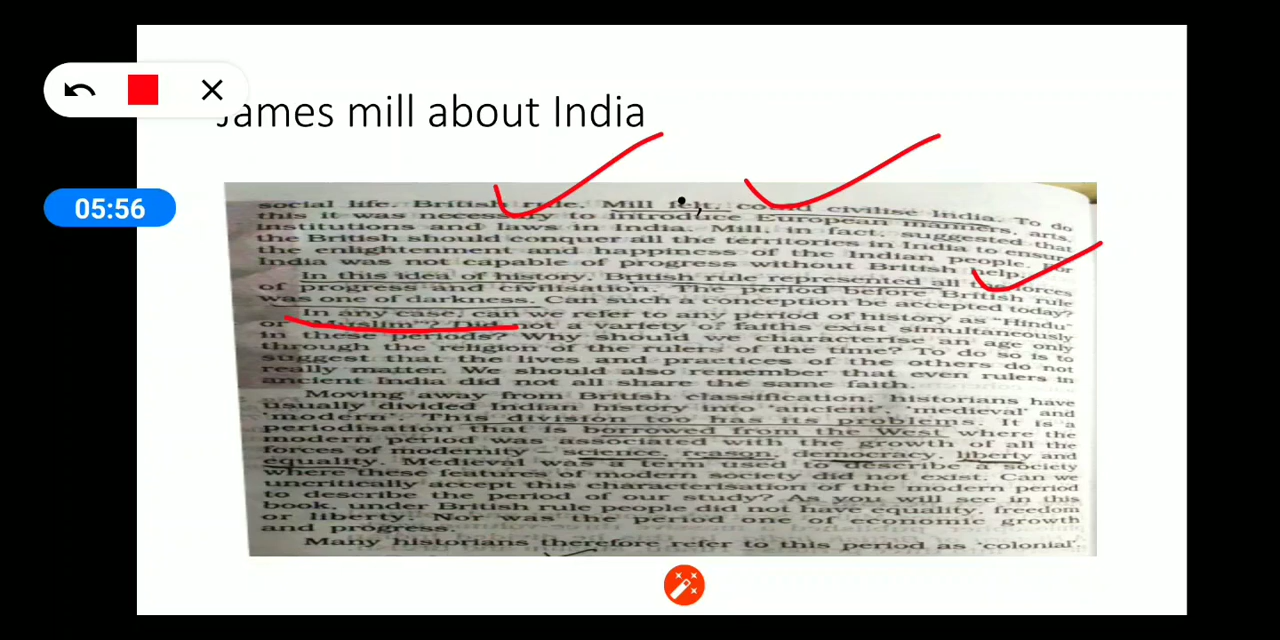 James mill about India
05:56
social life. British rule, Mill felt, could civilise India. To do
this it was necessary to introduce European manners, arts,
institutions and laws in India. Mill, in fact, suggested that
the British should conquer all the territories in India to ensure
the enlightenment and happiness of the Indian people. For
India was not capable of progress without British help.
In this idea of history, British rule represented all the forces
of progress and civilisation. The period before British rule
was one of darkness. Can such a conception be accepted today?
In any case, can we refer to any period of history as "Hindu"
or "Muslim"? Did not a variety of faiths exist simultaneously
in these periods? Why should we characterise an age only
through the religion of the rulers of the time? To do so is to
suggest that the lives and practices of the others do not
really matter. We should also remember that even rulers in
ancient India did not all share the same faith.
Moving away from British classification, historians have
usually divided Indian history into 'ancient', 'medieval' and
'modern'. This division too has its problems. It is a
periodisation that is borrowed from the West where the
modern period was associated with the growth of all the
forces of modernity – science, reason, democracy, liberty and
equality. Medieval was a term used to describe a society
where these features of modern society did not exist. Can we
uncritically accept this characterisation of the modern period
to describe the period of our study? As you will see in this
book, under British rule people did not have equality, freedom
or liberty. Nor was the period one of economic growth
and progress.
Many historians therefore refer to this period as 'colonial'.